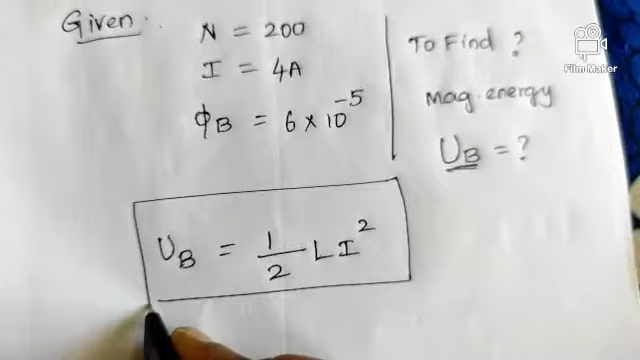 Given :.
N = 200
I = 4A
ϕB = 6 × 10^-5
To Find ?
Mag. energy
UB = ?
UB = 1/2 LI^2
Film Maker